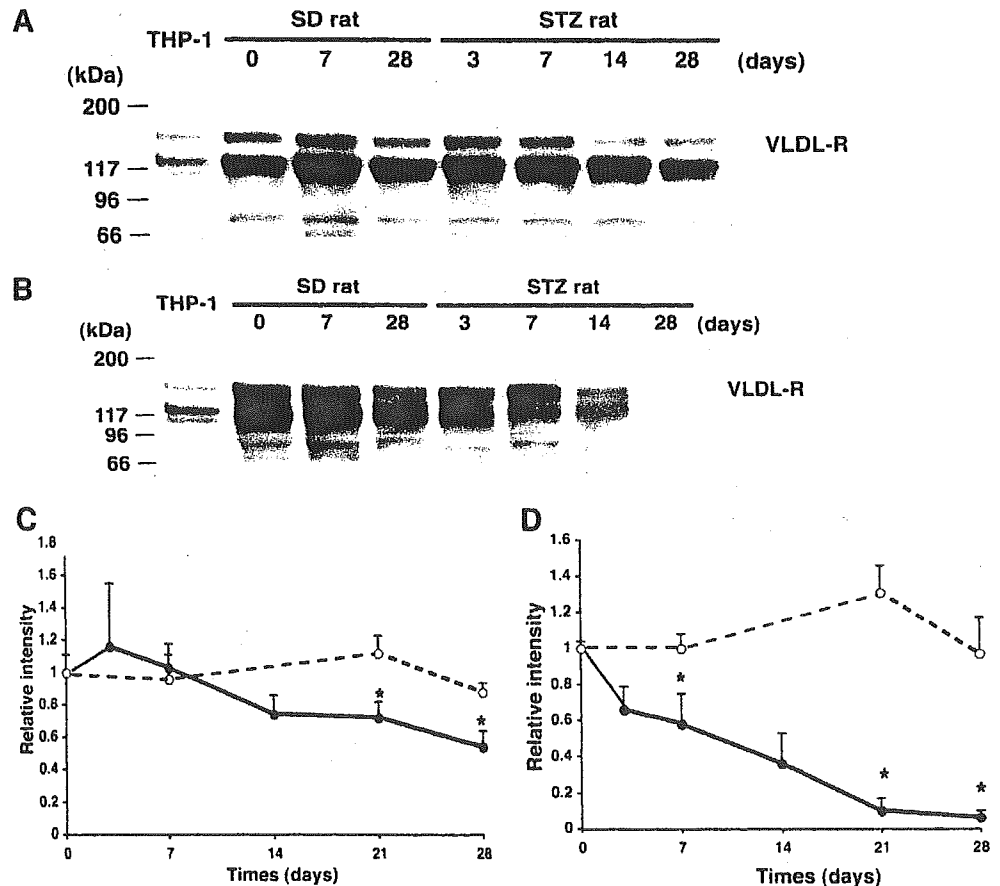 A
SD rat
STZ rat
THP-1
0 7 28 3 7 14 28 (days)
(kDa)
200
VLDL-R
117
96
66
B
SD rat
STZ rat
THP-1
0 7 28 3 7 14 28 (days)
(kDa)
200
VLDL-R
117
96
66
C
1.8
1.6
1.4
1.2
1
0.8
0.6
0.4
0.2
0
Relative intensity
* *
0 7 14 21 28
Times (days)
D
1.6
1.4
1.2
1
0.8
0.6
0.4
0.2
0
Relative intensity
* * *
0 7 14 21 28
Times (days)